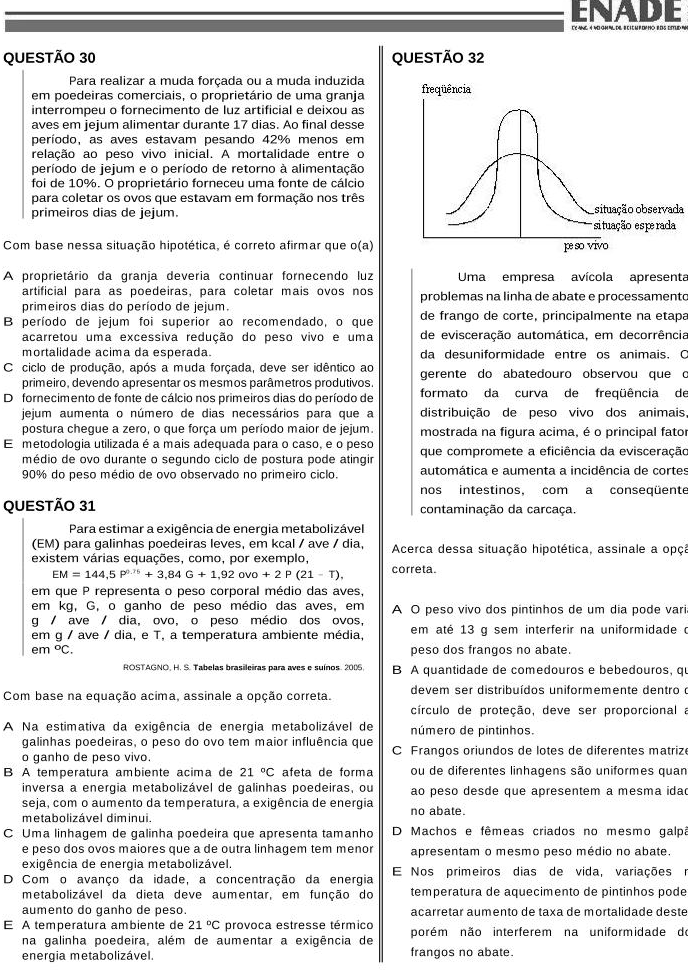 ENADE
QUESTÃO 30
Para realizar a muda forçada ou a muda induzida
em poedeiras comerciais, o proprietário de uma granja
interrompeu o fornecimento de luz artificial e deixou as
aves em jejum alimentar durante 17 dias. Ao final desse
período, as aves estavam pesando 42% menos em
relação ao peso vivo inicial. A mortalidade entre o
período de jejum e o período de retorno à alimentação
foi de 10%. O proprietário forneceu uma fonte de cálcio
para coletar os ovos que estavam em formação nos três
primeiros dias de jejum.
Com base nessa situação hipotética, é correto afirmar que o(a)
A proprietário da granja deveria continuar fornecendo luz
artificial para as poedeiras, para coletar mais ovos nos
primeiros dias do período de jejum.
B período de jejum foi superior ao recomendado, o que
acarretou uma excessiva redução do peso vivo e uma
mortalidade acima da esperada.
C ciclo de produção, após a muda forçada, deve ser idêntico ao
primeiro, devendo apresentar os mesmos parâmetros produtivos.
D fornecimento de fonte de cálcio nos primeiros dias do período de
jejum aumenta o número de dias necessários para que a
postura chegue a zero, o que força um período maior de jejum.
E metodologia utilizada é a mais adequada para o caso, e o peso
médio de ovo durante o segundo ciclo de postura pode atingir
90% do peso médio de ovo observado no primeiro ciclo.
QUESTÃO 31
Para estimar a exigência de energia metabolizável
(EM) para galinhas poedeiras leves, em kcal / ave / dia,
existem várias equações, como, por exemplo,
EM = 144,5 P^0,75 + 3,84 G + 1,92 ovo + 2 P (21 – T),
em que P representa o peso corporal médio das aves,
em kg, G, o ganho de peso médio das aves, em
g / ave / dia, ovo, o peso médio dos ovos,
em g / ave / dia, e T, a temperatura ambiente média,
em ºC.
ROSTAGNO, H. S. Tabelas brasileiras para aves e suínos. 2005.
Com base na equação acima, assinale a opção correta.
A Na estimativa da exigência de energia metabolizável de
galinhas poedeiras, o peso do ovo tem maior influência que
o ganho de peso vivo.
B A temperatura ambiente acima de 21 ºC afeta de forma
inversa a energia metabolizável de galinhas poedeiras, ou
seja, com o aumento da temperatura, a exigência de energia
metabolizável diminui.
C Uma linhagem de galinha poedeira que apresenta tamanho
e peso dos ovos maiores que a de outra linhagem tem menor
exigência de energia metabolizável.
D Com o avanço da idade, a concentração da energia
metabolizável da dieta deve aumentar, em função do
aumento do ganho de peso.
E A temperatura ambiente de 21 ºC provoca estresse térmico
na galinha poedeira, além de aumentar a exigência de
energia metabolizável.
QUESTÃO 32
freqüência
situação observada
situação esperada
peso vivo
Uma empresa avícola apresenta
problemas na linha de abate e processamento
de frango de corte, principalmente na etapa
de evisceração automática, em decorrência
da desuniformidade entre os animais. O
gerente do abatedouro observou que o
formato da curva de freqüência de
distribuição de peso vivo dos animais,
mostrada na figura acima, é o principal fator
que compromete a eficiência da evisceração
automática e aumenta a incidência de cortes
nos intestinos, com a conseqüente
contaminação da carcaça.
Acerca dessa situação hipotética, assinale a opçã
correta.
A O peso vivo dos pintinhos de um dia pode vari
em até 13 g sem interferir na uniformidade d
peso dos frangos no abate.
B A quantidade de comedouros e bebedouros, qu
devem ser distribuídos uniformemente dentro d
círculo de proteção, deve ser proporcional a
número de pintinhos.
C Frangos oriundos de lotes de diferentes matrize
ou de diferentes linhagens são uniformes quan
ao peso desde que apresentem a mesma idad
no abate.
D Machos e fêmeas criados no mesmo galpã
apresentam o mesmo peso médio no abate.
E Nos primeiros dias de vida, variações n
temperatura de aquecimento de pintinhos pode
acarretar aumento de taxa de mortalidade deste
porém não interferem na uniformidade do
frangos no abate.